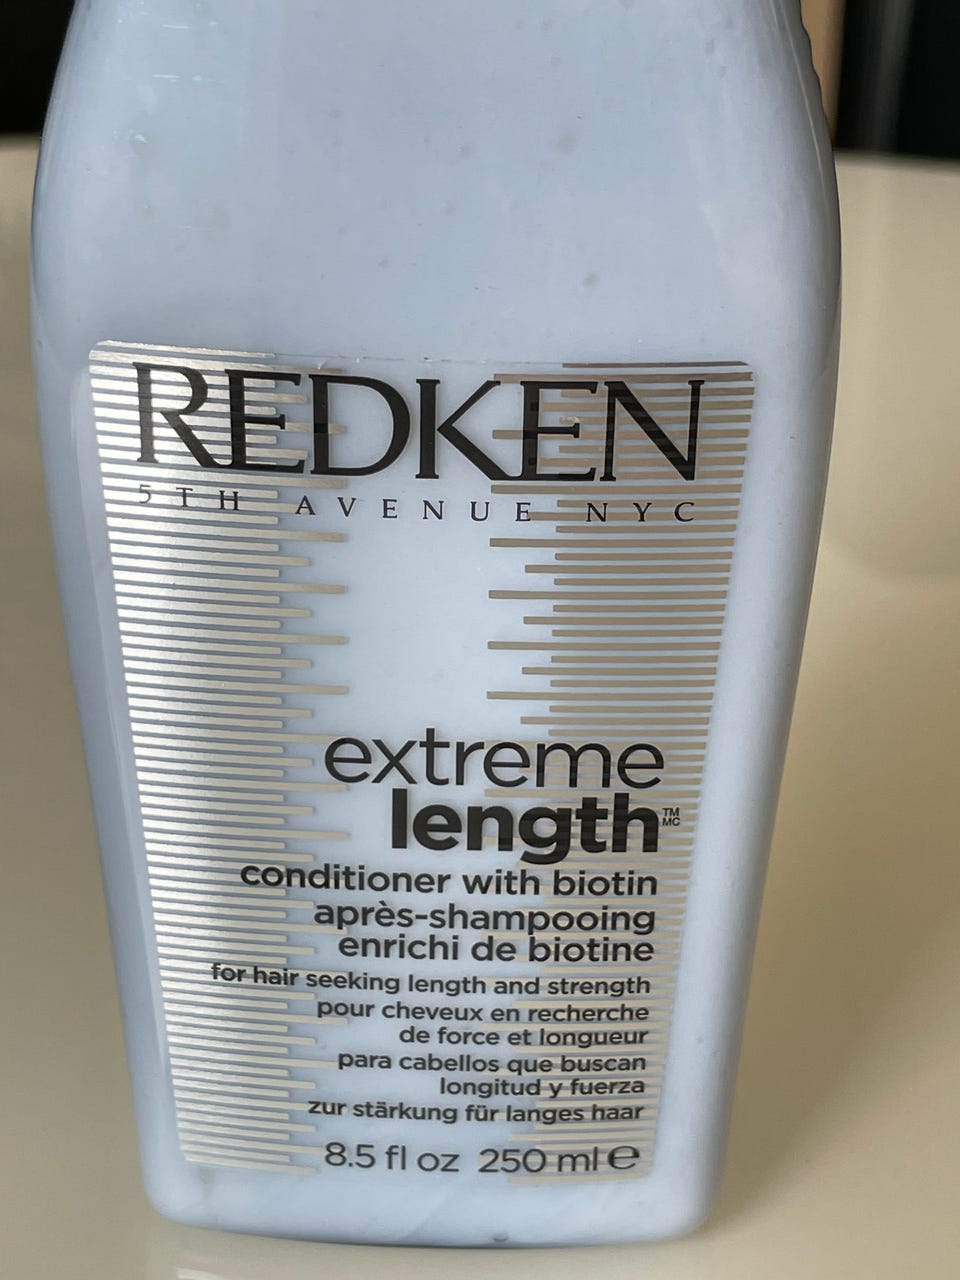 REDKEN
5TH AVENUE NYC
extreme
length™ MC
conditioner with biotin
après-shampooing
enrichi de biotine
for hair seeking length and strength
pour cheveux en recherche
de force et longueur
para cabellos que buscan
longitud y fuerza
zur stärkung für langes haar
8.5 fl oz 250 ml ℮